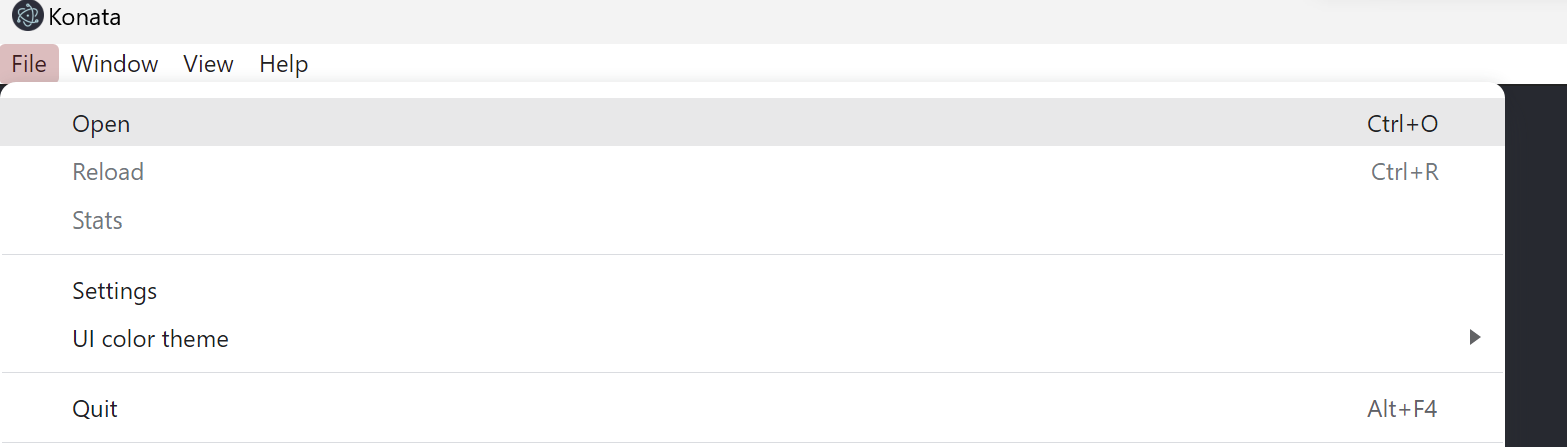 Konata
File Window View Help
Open Ctrl+O
Reload Ctrl+R
Stats
Settings
UI color theme
Quit Alt+F4